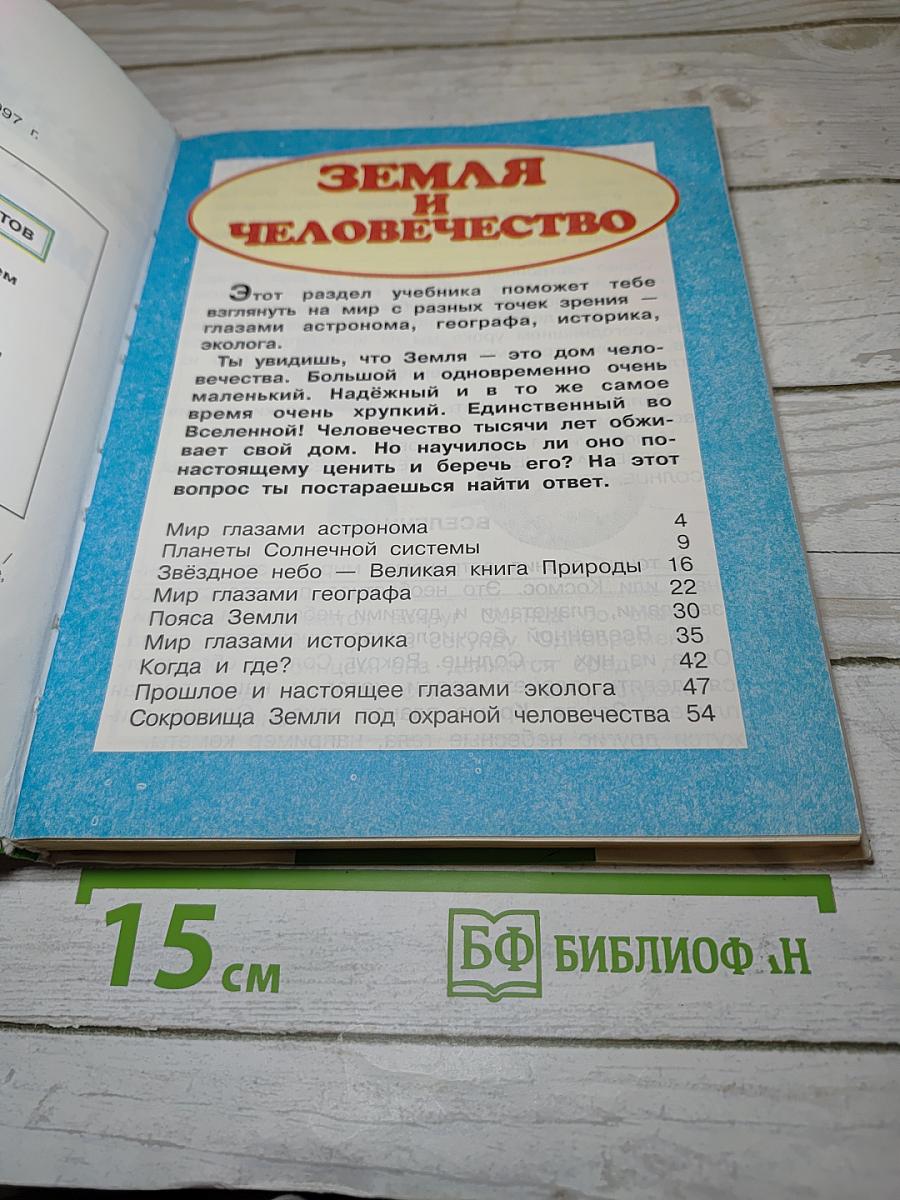 997 г.
ТОВ
ем
ЗЕМЛЯ
И
ЧЕЛОВЕЧЕСТВО
Этот раздел учебника поможет тебе
взглянуть на мир с разных точек зрения —
глазами астронома, географа, историка,
эколога.
Ты увидишь, что Земля — это дом чело-
вечества. Большой и одновременно очень
маленький. Надёжный и в то же самое
время очень хрупкий. Единственный во
Вселенной! Человечество тысячи лет обжи-
вает свой дом. Но научилось ли оно по-
настоящему ценить и беречь его? На этот
вопрос ты постараешься найти ответ.
Мир глазами астронома 4
Планеты Солнечной системы 9
Звёздное небо — Великая книга Природы 16
Мир глазами географа 22
Пояса Земли 30
Мир глазами историка 35
Когда и где? 42
Прошлое и настоящее глазами эколога 47
Сокровища Земли под охраной человечества 54
15 см
БФ БИБЛИОФ АН